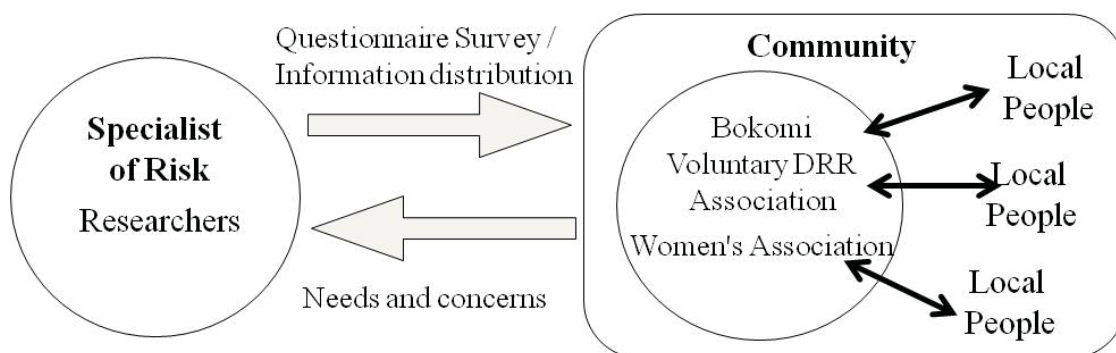 Specialist
of Risk
Researchers
Questionnaire Survey /
Information distribution
Needs and concerns
Community
Bokomi
Voluntary DRR
Association
Women's Association
Local
People
Local
People
Local
People